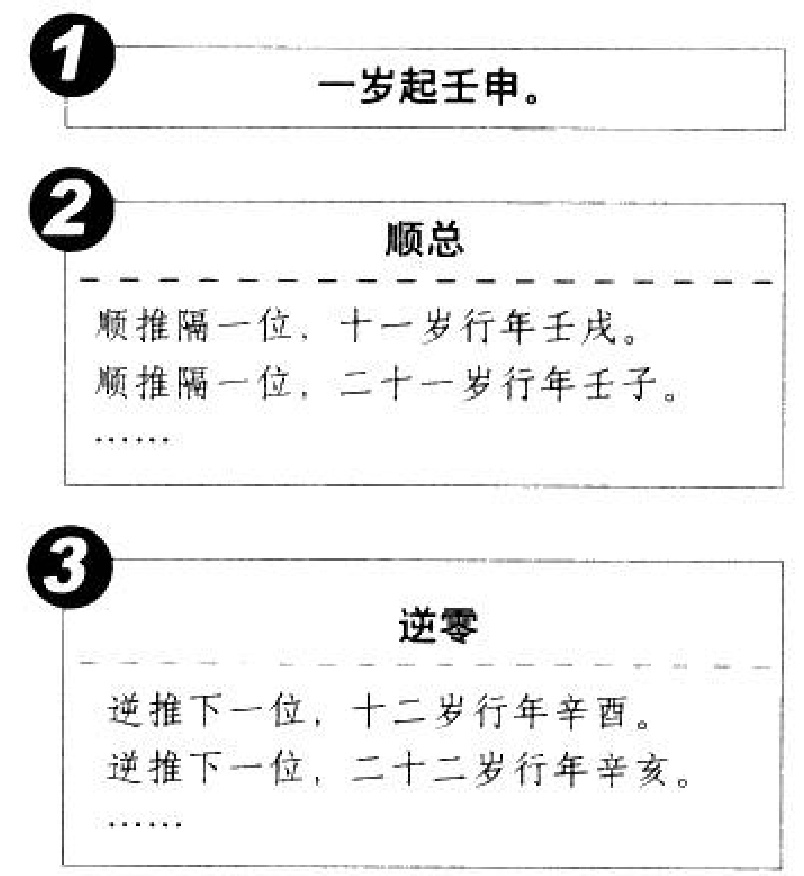 1
一岁起壬申。
2
顺总
顺推隔一位，十一岁行年壬戌。
顺推隔一位，二十一岁行年壬子。
……
3
逆零
逆推下一位，十二岁行年辛酉。
逆推下一位，二十二岁行年辛亥。
……